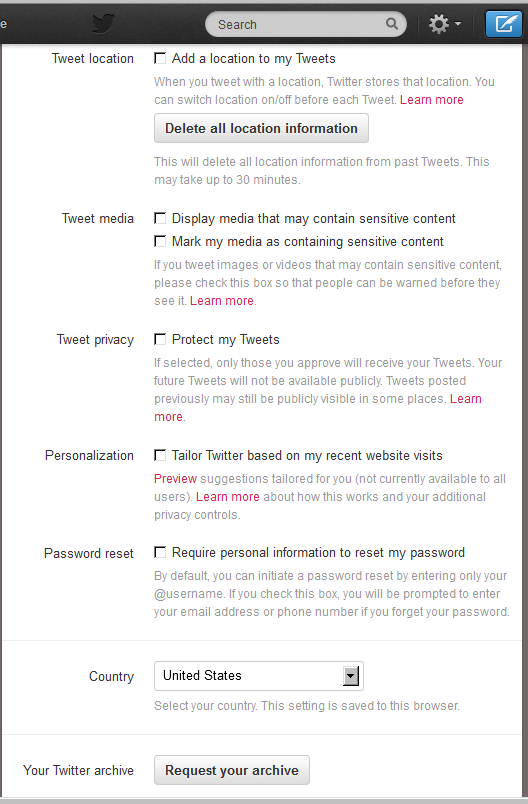 e
Search
Tweet location
Add a location to my Tweets
When you tweet with a location, Twitter stores that location. You
can switch location on/off before each Tweet. Learn more
Delete all location information
This will delete all location information from past Tweets. This
may take up to 30 minutes.
Tweet media
Display media that may contain sensitive content
Mark my media as containing sensitive content
If you tweet images or videos that may contain sensitive content,
please check this box so that people can be warned before they
see it. Learn more.
Tweet privacy
Protect my Tweets
If selected, only those you approve will receive your Tweets. Your
future Tweets will not be available publicly. Tweets posted
previously may still be publicly visible in some places. Learn
more.
Personalization
Tailor Twitter based on my recent website visits
Preview suggestions tailored for you (not currently available to all
users). Learn more about how this works and your additional
privacy controls.
Password reset
Require personal information to reset my password
By default, you can initiate a password reset by entering only your
@username. If you check this box, you will be prompted to enter
your email address or phone number if you forget your password.
Country
United States
Select your country. This setting is saved to this browser.
Your Twitter archive
Request your archive